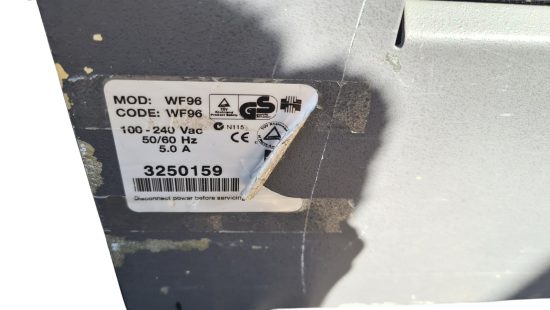 MOD: WF96
CODE: WF96
GS
100 - 240 Vac
50/60 Hz
5.0 A
N115
CE
3250159
Disconnect power before servicing